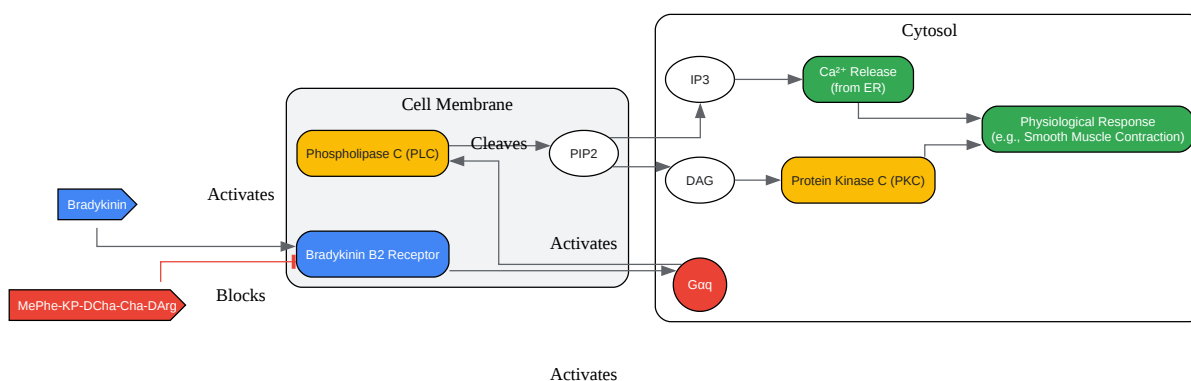 Cytosol
IP3
Ca²⁺ Release
(from ER)
Cell Membrane
Physiological Response
(e.g., Smooth Muscle Contraction)
Cleaves
Phospholipase C (PLC)
PIP2
DAG
Protein Kinase C (PKC)
Activates
Bradykinin
Activates
Bradykinin B2 Receptor
Gαq
Blocks
MePhe-KP-DCha-Cha-DArg
Activates